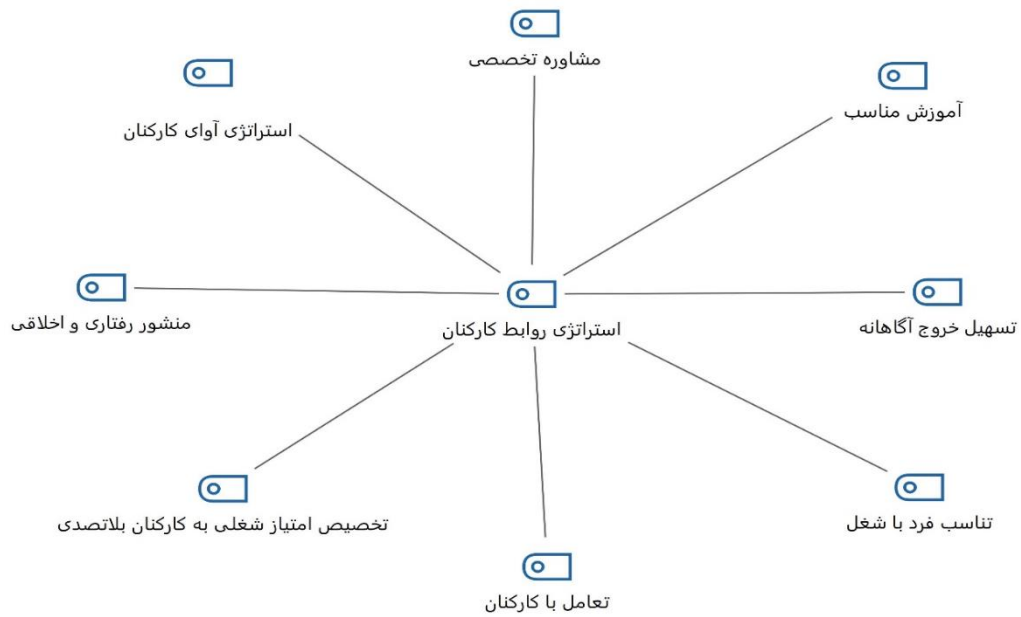 مشاوره تخصصی
آموزش مناسب
استراتژی آوای کارکنان
منشور رفتاری و اخلاقی
استراتژی روابط کارکنان
تسهیل خروج آگاهانه
تخصیص امتیاز شغلی به کارکنان بلاتصدی
تناسب فرد با شغل
تعامل با کارکنان